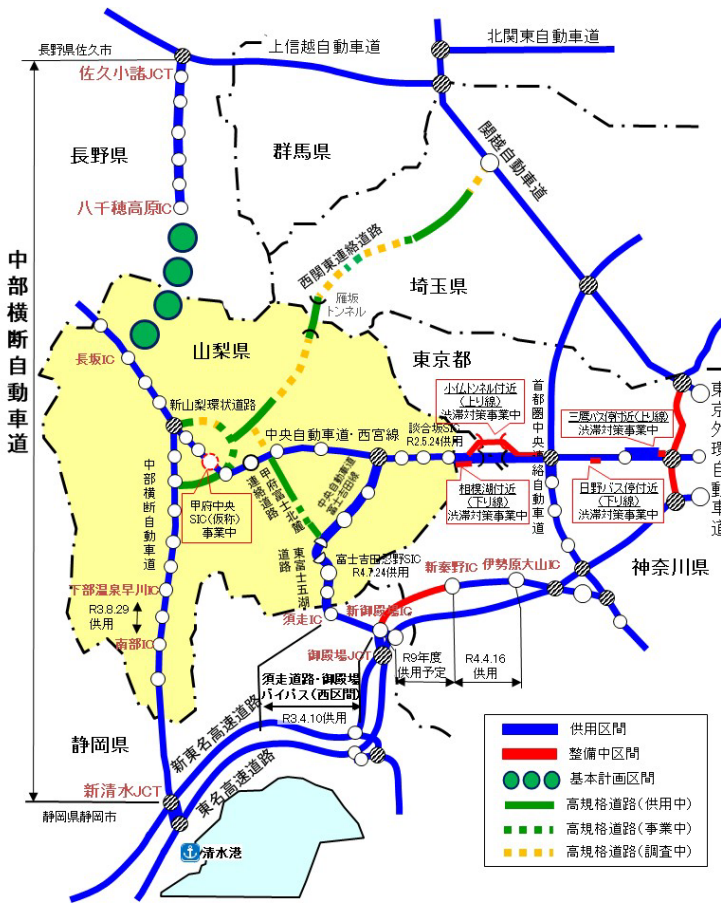 長野県佐久市
佐久小諸JCT
上信越自動車道
北関東自動車道
長野県
群馬県
関越自動車道
八千穂高原IC
西関東連絡道路
埼玉県
雁坂
トンネル
中部横断自動車道
山梨県
東京都
長坂IC
新山梨環状道路
小仏トンネル付近
(上り線)
渋滞対策事業中
首都圏中央連絡自動車道
三鷹バス停付近(上り線)
渋滞対策事業中
東京外環自動車道
談合坂SIC
R2.5.24供用
中央自動車道・西宮線
甲府富士北麓
連絡道路
中央自動車道
富士吉田線
中部横断自動車道
甲府中央
SIC(仮称)
事業中
相模湖付近
(下り線)
渋滞対策事業中
日野バス停付近
(下り線)
渋滞対策事業中
東富士五湖
道路
富士吉田忍野SIC
R4.7.24供用
神奈川県
下部温泉早川IC
R3.8.29
供用
南部IC
須走IC
新御殿場IC
新秦野IC
伊勢原大山IC
御殿場JCT
R9年度
供用予定
R4.4.16
供用
須走道路・御殿場
バイパス(西区間)
R3.4.10供用
静岡県
新東名高速道路
東名高速道路
新清水JCT
静岡県静岡市
清水港
供用区間
整備中区間
基本計画区間
高規格道路(供用中)
高規格道路(事業中)
高規格道路(調査中)